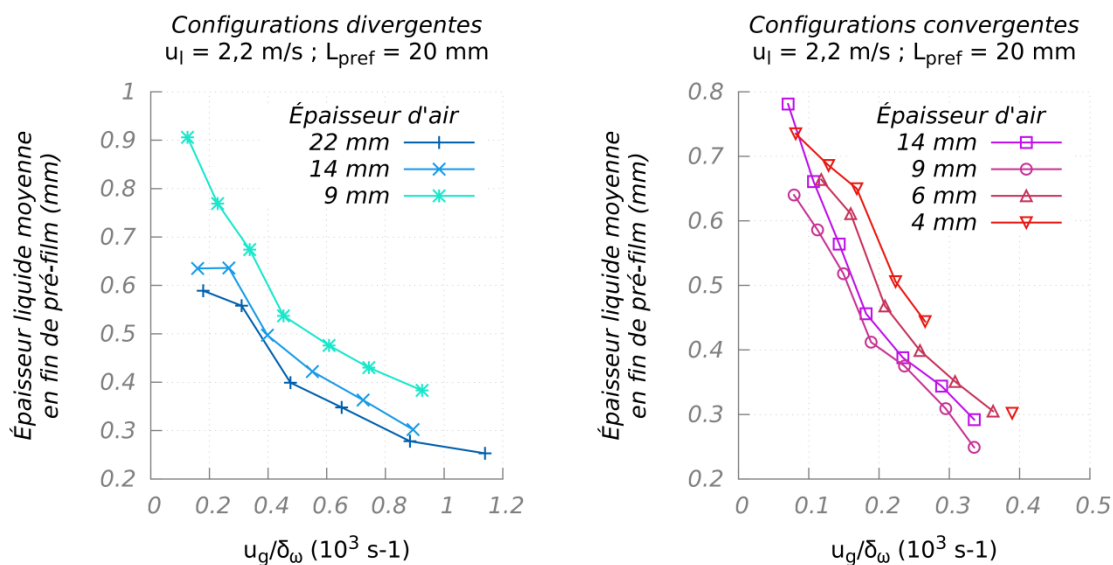 Configurations divergentes
u_l = 2,2 m/s ; L_pref = 20 mm
Épaisseur liquide moyenne
en fin de pré-film (mm)
1
0.9
0.8
0.7
0.6
0.5
0.4
0.3
0.2
Épaisseur d'air
22 mm
14 mm
9 mm
0
0.2
0.4
0.6
0.8
1
1.2
u_g/δ_ω (10³ s-1)
Configurations convergentes
u_l = 2,2 m/s ; L_pref = 20 mm
Épaisseur liquide moyenne
en fin de pré-film (mm)
0.8
0.7
0.6
0.5
0.4
0.3
0.2
Épaisseur d'air
14 mm
9 mm
6 mm
4 mm
0
0.1
0.2
0.3
0.4
0.5
u_g/δ_ω (10³ s-1)